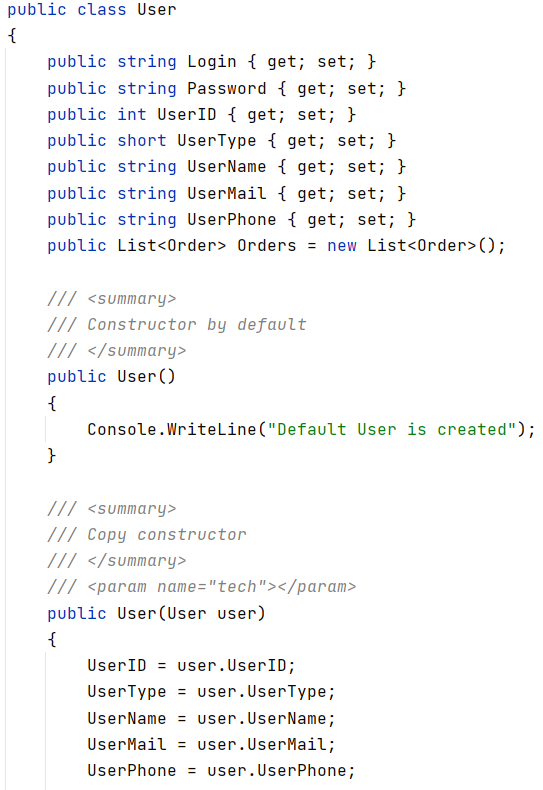 public class User
{
    public string Login { get; set; }
    public string Password { get; set; }
    public int UserID { get; set; }
    public short UserType { get; set; }
    public string UserName { get; set; }
    public string UserMail { get; set; }
    public string UserPhone { get; set; }
    public List<Order> Orders = new List<Order>();

    /// <summary>
    /// Constructor by default
    /// </summary>
    public User()
    {
        Console.WriteLine("Default User is created");
    }

    /// <summary>
    /// Copy constructor
    /// </summary>
    /// <param name="tech"></param>
    public User(User user)
    {
        UserID = user.UserID;
        UserType = user.UserType;
        UserName = user.UserName;
        UserMail = user.UserMail;
        UserPhone = user.UserPhone;